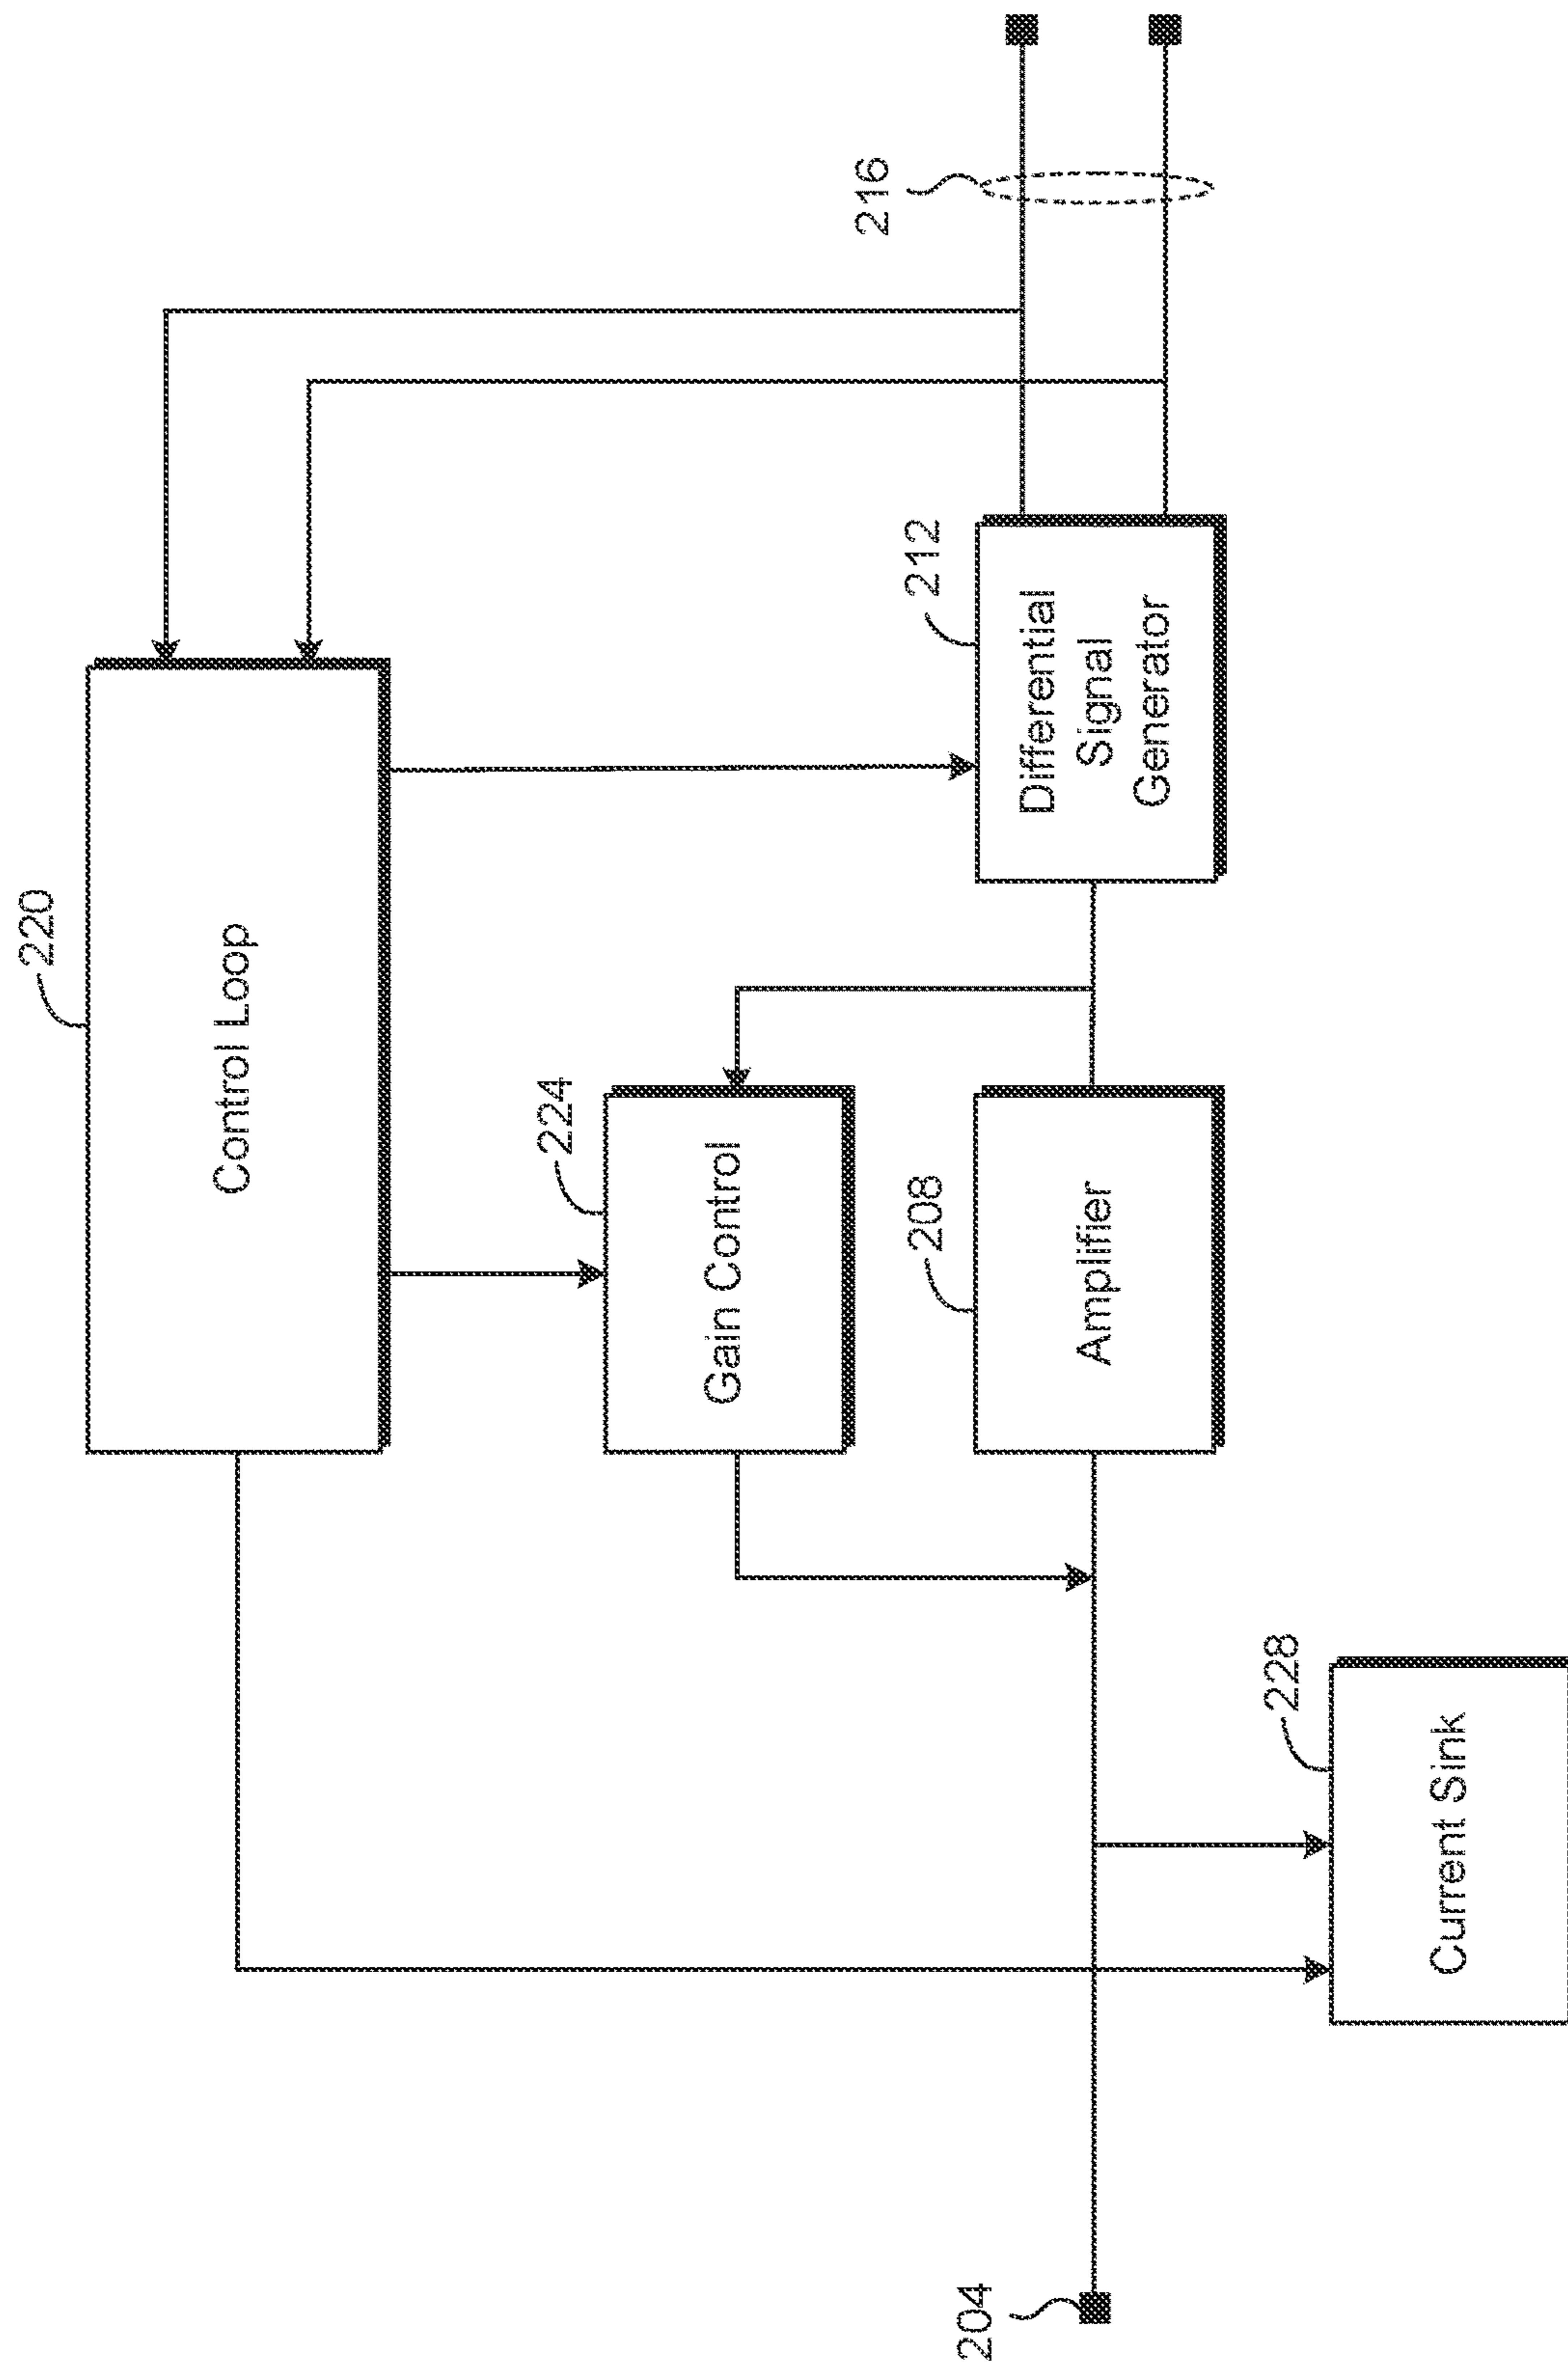 220
Control Loop
224
Gain Control
216
212
Differential
Signal
Generator
208
Amplifier
204
228
Current Sink